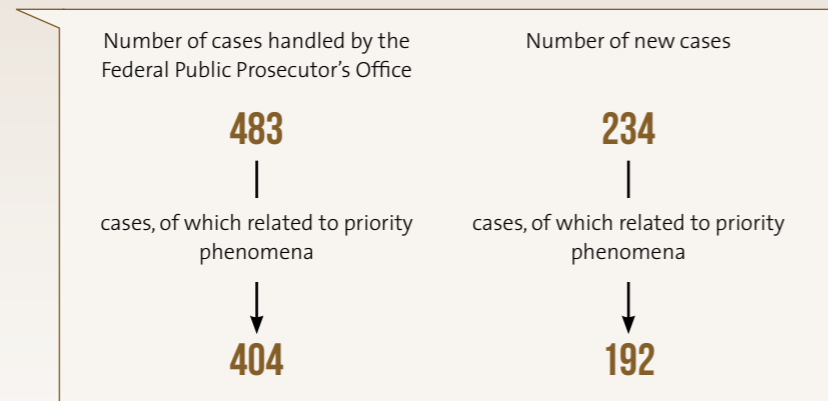 Number of cases handled by the
Federal Public Prosecutor's Office
483
cases, of which related to priority
phenomena
404
Number of new cases
234
cases, of which related to priority
phenomena
192